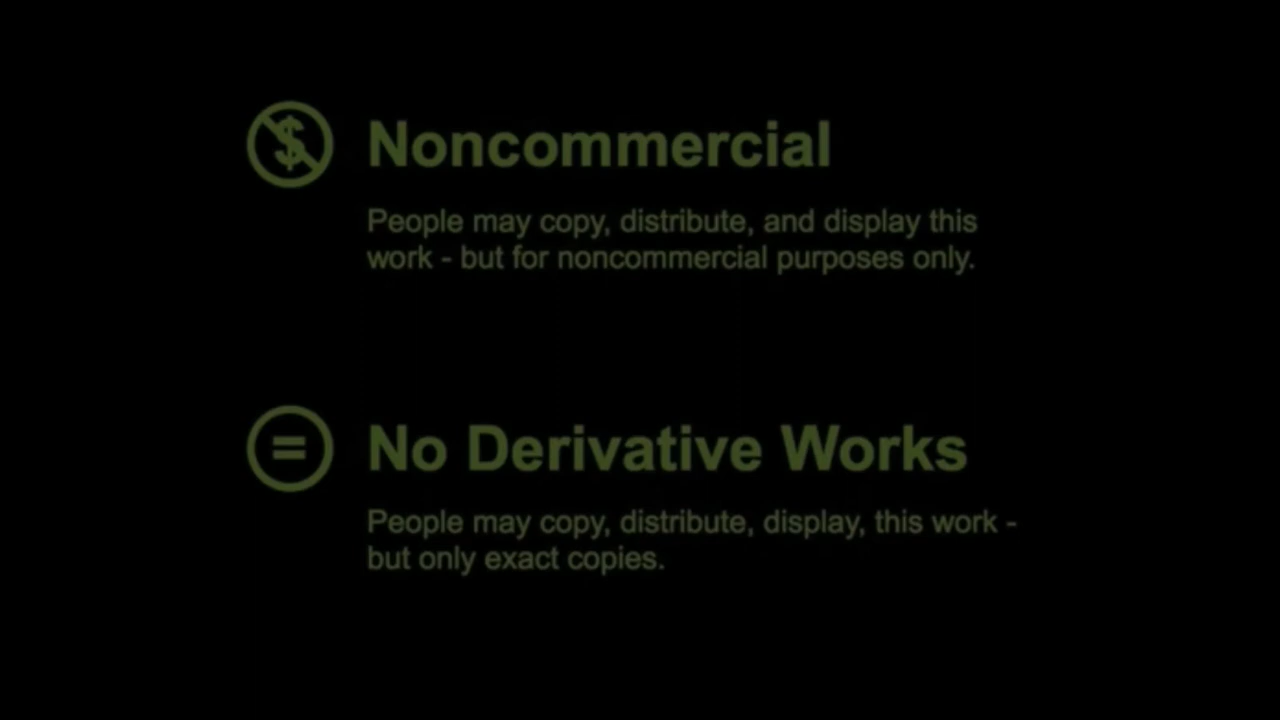 Noncommercial
People may copy, distribute, and display this
work - but for noncommercial purposes only.
No Derivative Works
People may copy, distribute, display, this work -
but only exact copies.